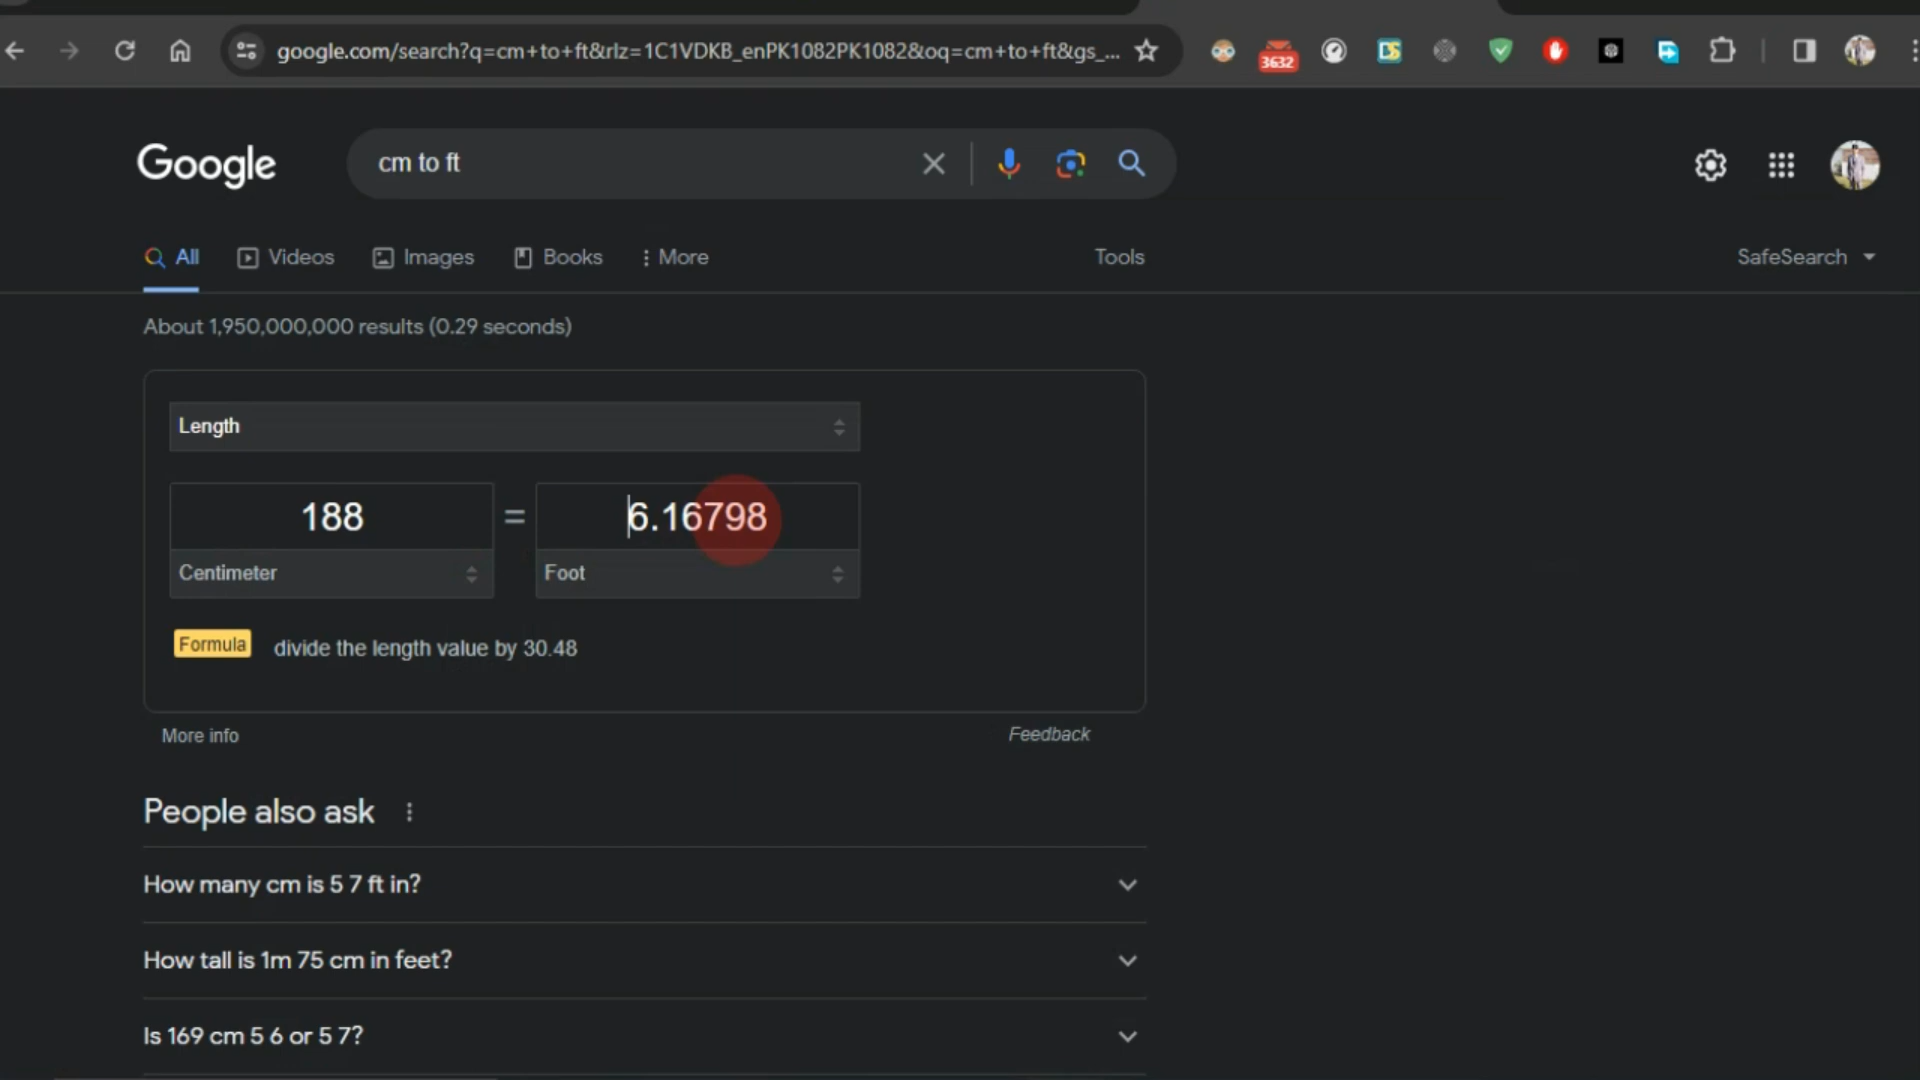 google.com/search?q=cm+to+ft&rlz=1C1VDKB_enPK1082PK1082&oq=cm+to+ft&gs_...
3632
DS
Google
cm to ft
All
Videos
Images
Books
More
Tools
SafeSearch
About 1,950,000,000 results (0.29 seconds)
Length
188 = 6.16798
Centimeter
Foot
Formula divide the length value by 30.48
More info
Feedback
People also ask
How many cm is 5 7 ft in?
How tall is 1m 75 cm in feet?
Is 169 cm 5 6 or 5 7?